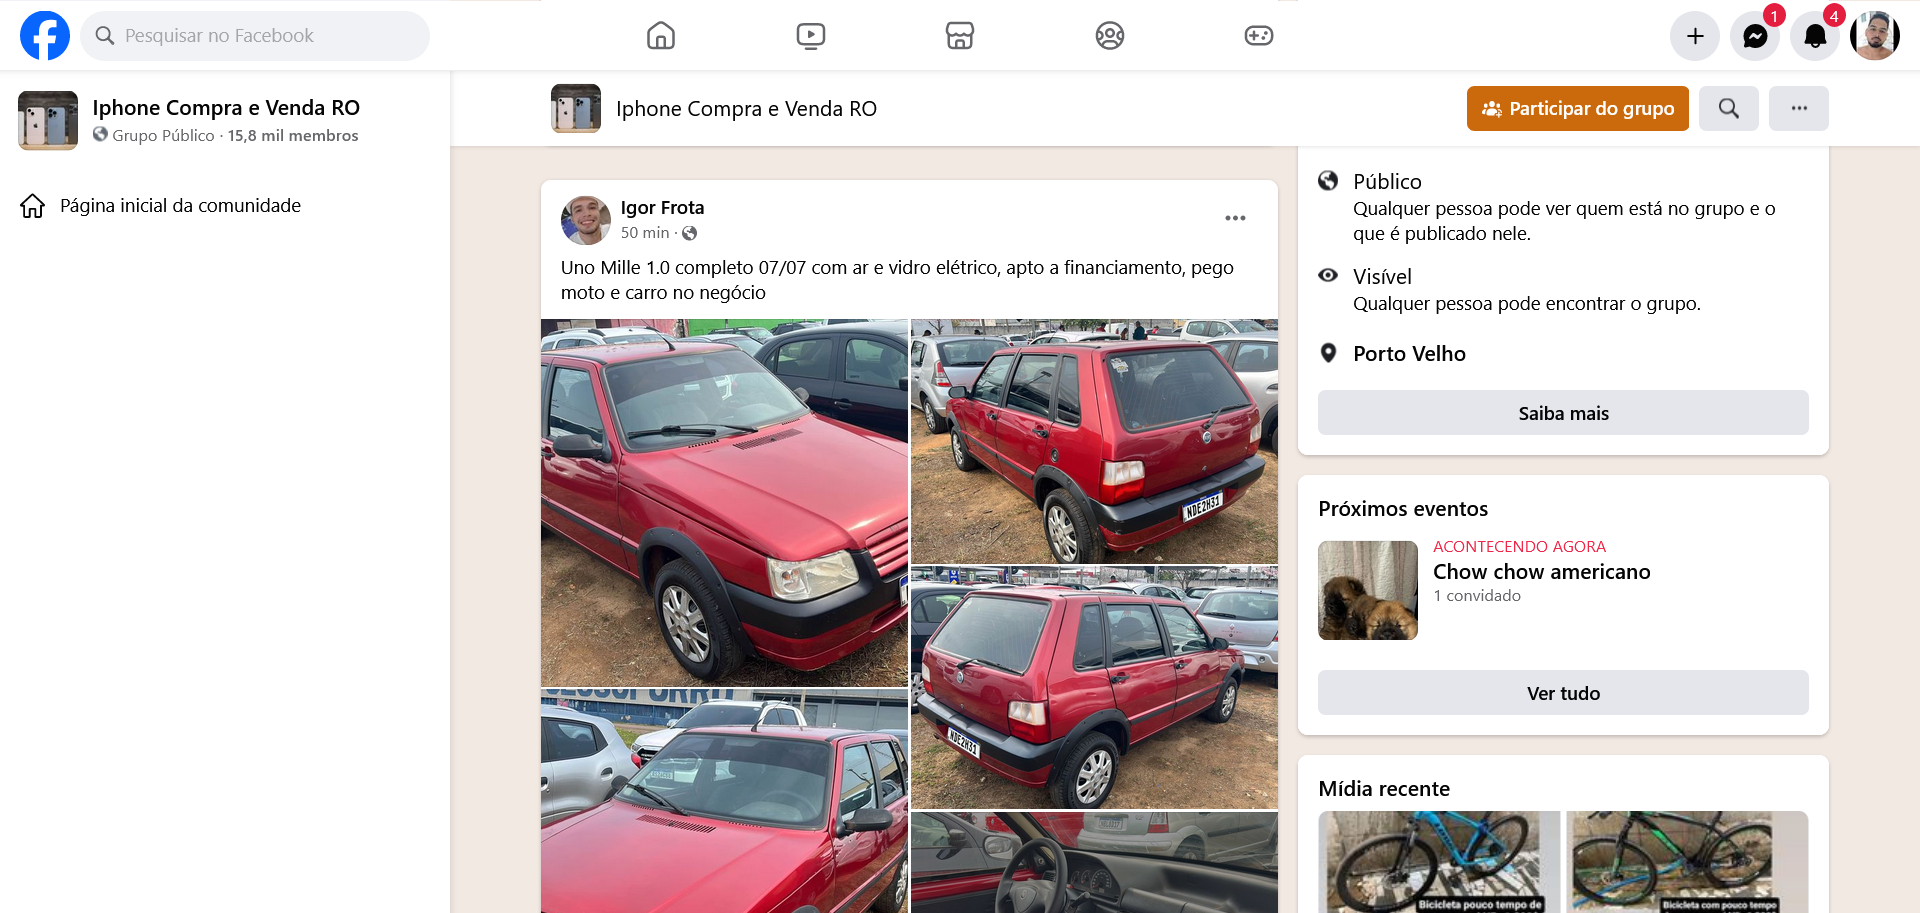 Pesquisar no Facebook
1
4
Iphone Compra e Venda RO
Grupo Público · 15,8 mil membros
Página inicial da comunidade
Iphone Compra e Venda RO
Participar do grupo
Igor Frota
50 min ·
Uno Mille 1.0 completo 07/07 com ar e vidro elétrico, apto a financiamento, pego
moto e carro no negócio
NDE2H31
NDE2H31
Público
Qualquer pessoa pode ver quem está no grupo e o
que é publicado nele.
Visível
Qualquer pessoa pode encontrar o grupo.
Porto Velho
Saiba mais
Próximos eventos
ACONTECENDO AGORA
Chow chow americano
1 convidado
Ver tudo
Mídia recente
Bicicleta pouco tempo de
Bicicleta com pouco tempo